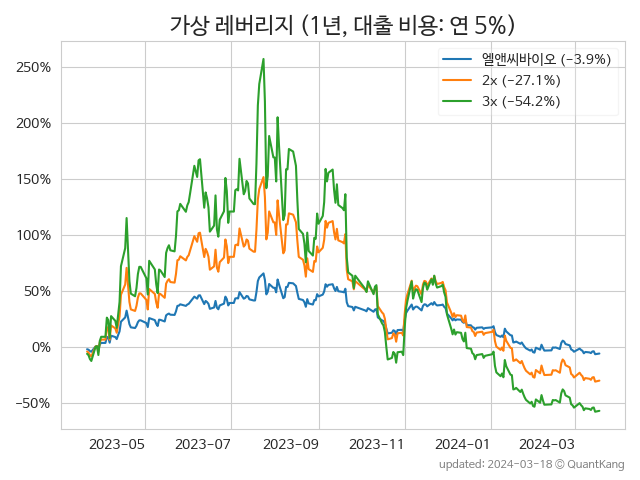 가상 레버리지 (1년, 대출 비용: 연 5%)
엘앤씨바이오 (−3.9%)
2x (−27.1%)
3x (−54.2%)
250%
200%
150%
100%
50%
0%
−50%
2023-05 2023-07 2023-09 2023-11 2024-01 2024-03
updated: 2024-03-18 © QuantKang